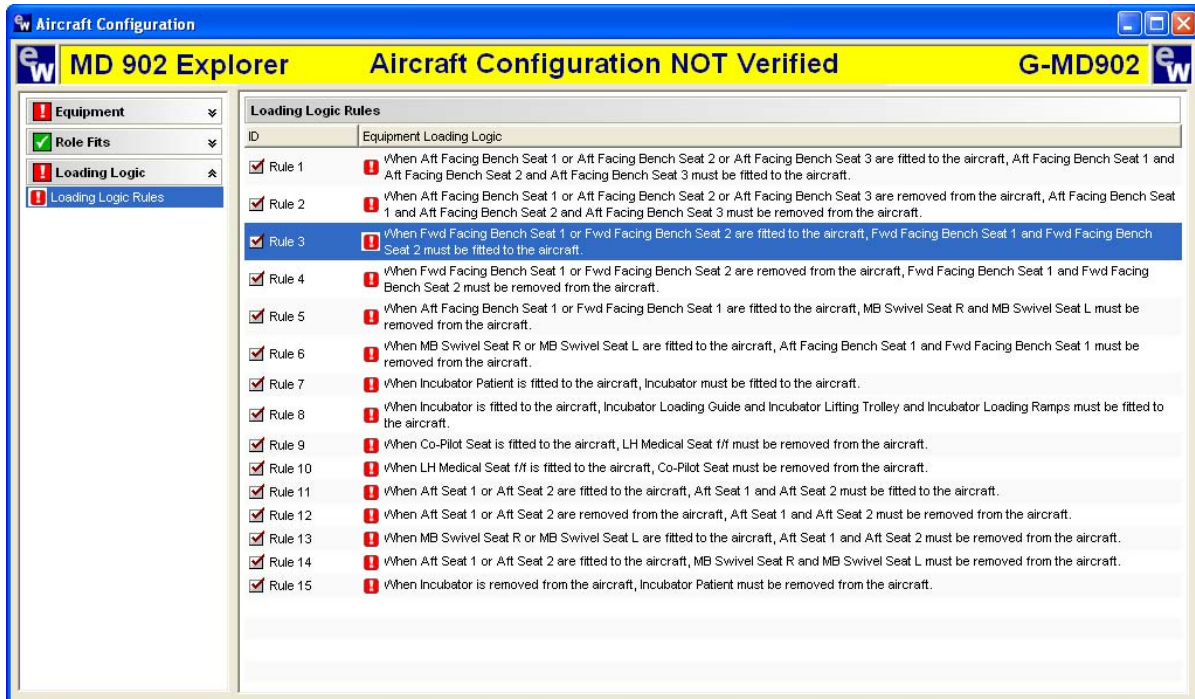 ew Aircraft Configuration
ew MD 902 Explorer Aircraft Configuration NOT Verified G-MD902 ew
Equipment
Role Fits
Loading Logic
Loading Logic Rules
Loading Logic Rules
ID Equipment Loading Logic
Rule 1 When Aft Facing Bench Seat 1 or Aft Facing Bench Seat 2 or Aft Facing Bench Seat 3 are fitted to the aircraft, Aft Facing Bench Seat 1 and
Aft Facing Bench Seat 2 and Aft Facing Bench Seat 3 must be fitted to the aircraft.
Rule 2 When Aft Facing Bench Seat 1 or Aft Facing Bench Seat 2 or Aft Facing Bench Seat 3 are removed from the aircraft, Aft Facing Bench Seat
1 and Aft Facing Bench Seat 2 and Aft Facing Bench Seat 3 must be removed from the aircraft.
Rule 3 When Fwd Facing Bench Seat 1 or Fwd Facing Bench Seat 2 are fitted to the aircraft, Fwd Facing Bench Seat 1 and Fwd Facing Bench
Seat 2 must be fitted to the aircraft.
Rule 4 When Fwd Facing Bench Seat 1 or Fwd Facing Bench Seat 2 are removed from the aircraft, Fwd Facing Bench Seat 1 and Fwd Facing
Bench Seat 2 must be removed from the aircraft.
Rule 5 When Aft Facing Bench Seat 1 or Fwd Facing Bench Seat 1 are fitted to the aircraft, MB Swivel Seat R and MB Swivel Seat L must be
removed from the aircraft.
Rule 6 When MB Swivel Seat R or MB Swivel Seat L are fitted to the aircraft, Aft Facing Bench Seat 1 and Fwd Facing Bench Seat 1 must be
removed from the aircraft.
Rule 7 When Incubator Patient is fitted to the aircraft, Incubator must be fitted to the aircraft.
Rule 8 When Incubator is fitted to the aircraft, Incubator Loading Guide and Incubator Lifting Trolley and Incubator Loading Ramps must be fitted to
the aircraft.
Rule 9 When Co-Pilot Seat is fitted to the aircraft, LH Medical Seat f/f must be removed from the aircraft.
Rule 10 When LH Medical Seat f/f is fitted to the aircraft, Co-Pilot Seat must be removed from the aircraft.
Rule 11 When Aft Seat 1 or Aft Seat 2 are fitted to the aircraft, Aft Seat 1 and Aft Seat 2 must be fitted to the aircraft.
Rule 12 When Aft Seat 1 or Aft Seat 2 are removed from the aircraft, Aft Seat 1 and Aft Seat 2 must be removed from the aircraft.
Rule 13 When MB Swivel Seat R or MB Swivel Seat L are fitted to the aircraft, Aft Seat 1 and Aft Seat 2 must be removed from the aircraft.
Rule 14 When Aft Seat 1 or Aft Seat 2 are fitted to the aircraft, MB Swivel Seat R and MB Swivel Seat L must be removed from the aircraft.
Rule 15 When Incubator is removed from the aircraft, Incubator Patient must be removed from the aircraft.